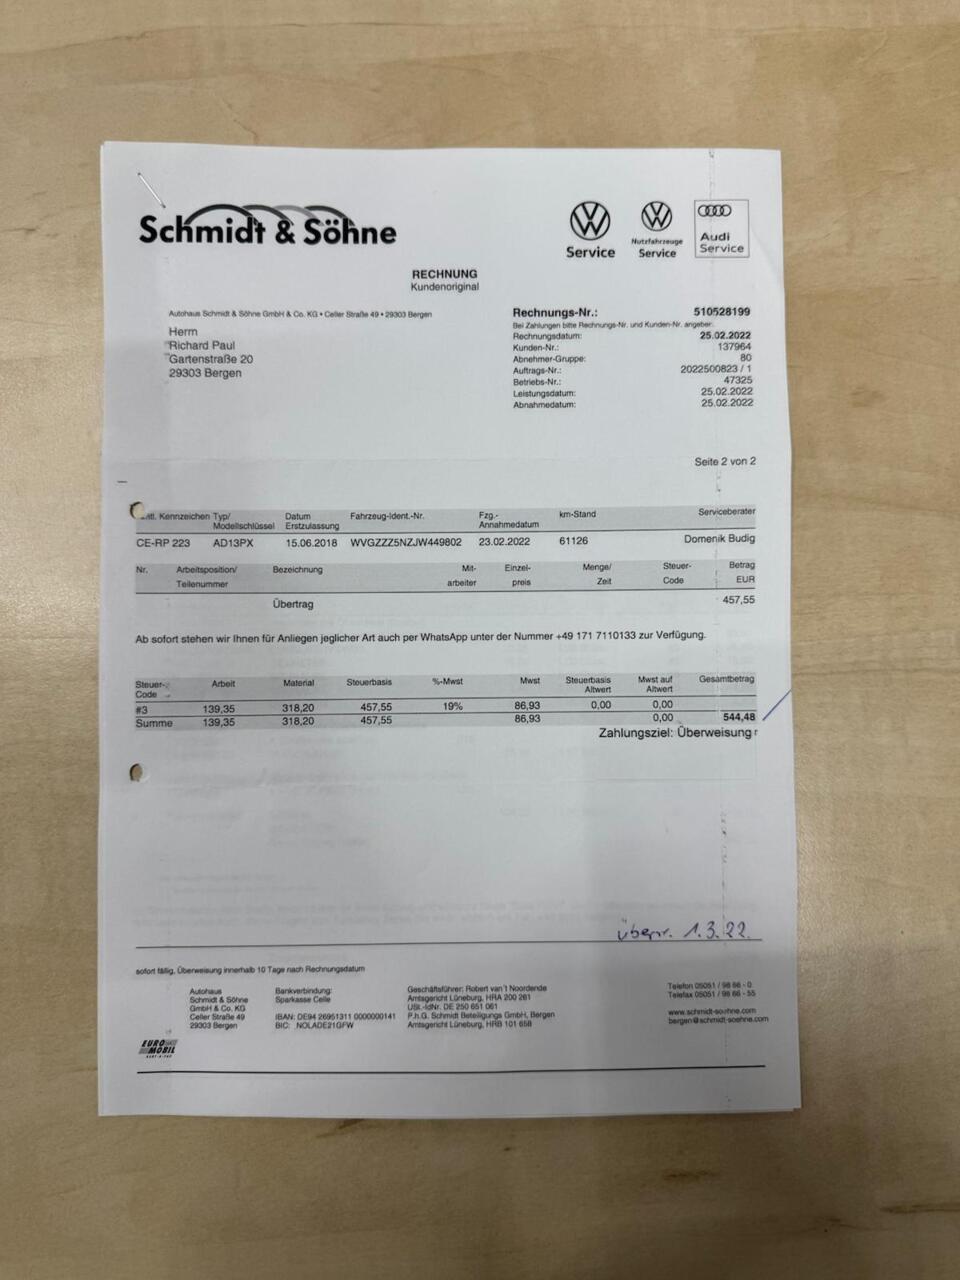 Schmidt & Söhne
Service
Nutzfahrzeuge
Service
Audi
Service
RECHNUNG
Kundenoriginal
Autohaus Schmidt & Söhne GmbH & Co. KG • Celler Straße 49 • 29303 Bergen
Herrn
Richard Paul
Gartenstraße 20
29303 Bergen
Rechnungs-Nr.: 510528199
Bei Zahlungen bitte Rechnungs-Nr. und Kunden-Nr. angeben.
Rechnungsdatum: 25.02.2022
Kunden-Nr.: 137964
Abnehmer-Gruppe: 80
Auftrags-Nr.: 2022500823 / 1
Betriebs-Nr.: 47325
Leistungsdatum: 25.02.2022
Abnahmedatum: 25.02.2022
Seite 2 von 2
Kennzeichen Typ/ Datum Fahrzeug-Ident.-Nr. Fzg.- km-Stand Serviceberater
Modellschlüssel Erstzulassung Annahmedatum
CE-RP 223 AD13PX 15.06.2018 WVGZZZ5NZJW449802 23.02.2022 61126 Domenik Budig
Nr. Arbeitsposition/ Bezeichnung Mit- Einzel- Menge/ Steuer- Betrag
Teilenummer arbeiter preis Zeit Code EUR
Übertrag 457,55
Ab sofort stehen wir Ihnen für Anliegen jeglicher Art auch per WhatsApp unter der Nummer +49 171 7110133 zur Verfügung.
Steuer- Arbeit Material Steuerbasis %-Mwst Mwst Steuerbasis Mwst auf Gesamtbetrag
Code Altwert Altwert
#3 139,35 318,20 457,55 19% 86,93 0,00 0,00
Summe 139,35 318,20 457,55 86,93 0,00 544,48
Zahlungsziel: Überweisung
überw. 1.3.22.
sofort fällig, Überweisung innerhalb 10 Tage nach Rechnungsdatum
Autohaus
Schmidt & Söhne
GmbH & Co. KG
Celler Straße 49
29303 Bergen
Bankverbindung:
Sparkasse Celle
IBAN: DE94 26951311 0000000141
BIC: NOLADE21GFW
Geschäftsführer: Robert van't Noordende
Amtsgericht Lüneburg, HRA 200 261
USt.-IdNr. DE 250 651 061
P.h.G. Schmidt Beteiligungs GmbH, Bergen
Amtsgericht Lüneburg, HRB 101 658
Telefon 05051 / 98 86 - 0
Telefax 05051 / 98 86 - 55
www.schmidt-soehne.com
bergen@schmidt-soehne.com
EURO
MOBIL
RENT-A-CAR